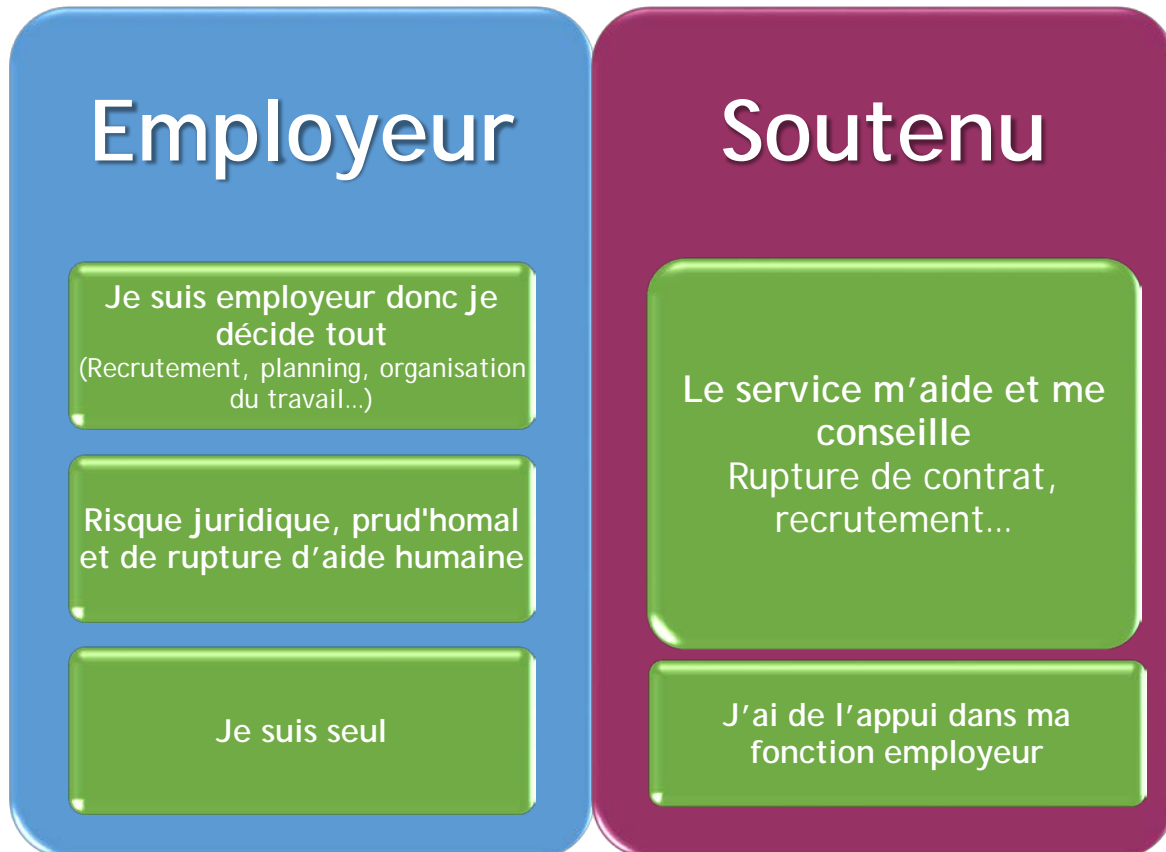 Employeur
Je suis employeur donc je
décide tout
(Recrutement, planning, organisation
du travail...)
Risque juridique, prud'homal
et de rupture d’aide humaine
Je suis seul
Soutenu
Le service m’aide et me
conseille
Rupture de contrat,
recrutement...
J’ai de l’appui dans ma
fonction employeur